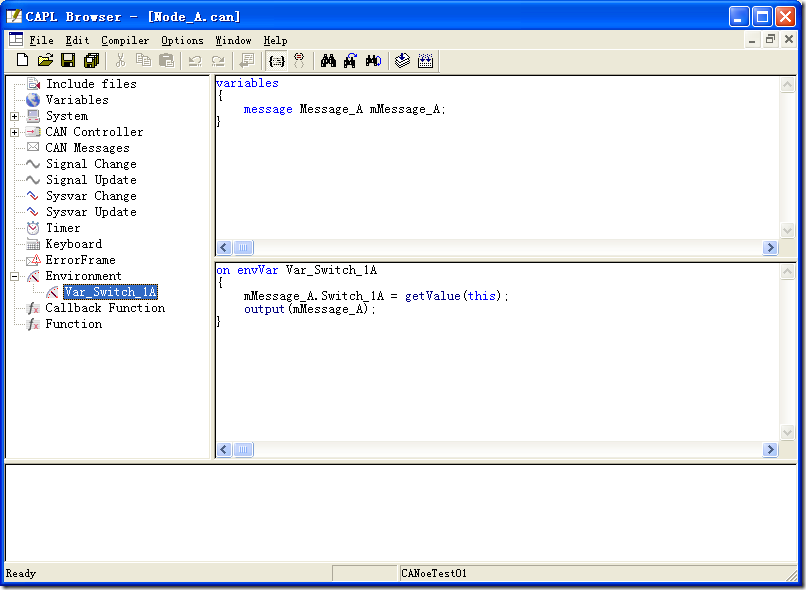 CAPL Browser - [Node_A.can]
File Edit Compiler Options Window Help
Include files
Variables
System
CAN Controller
CAN Messages
Signal Change
Signal Update
Sysvar Change
Sysvar Update
Timer
Keyboard
ErrorFrame
Environment
Var_Switch_1A
Callback Function
Function
variables
{
message Message_A mMessage_A;
}
on envVar Var_Switch_1A
{
mMessage_A.Switch_1A = getValue(this);
output(mMessage_A);
}
Ready
CANoeTest01